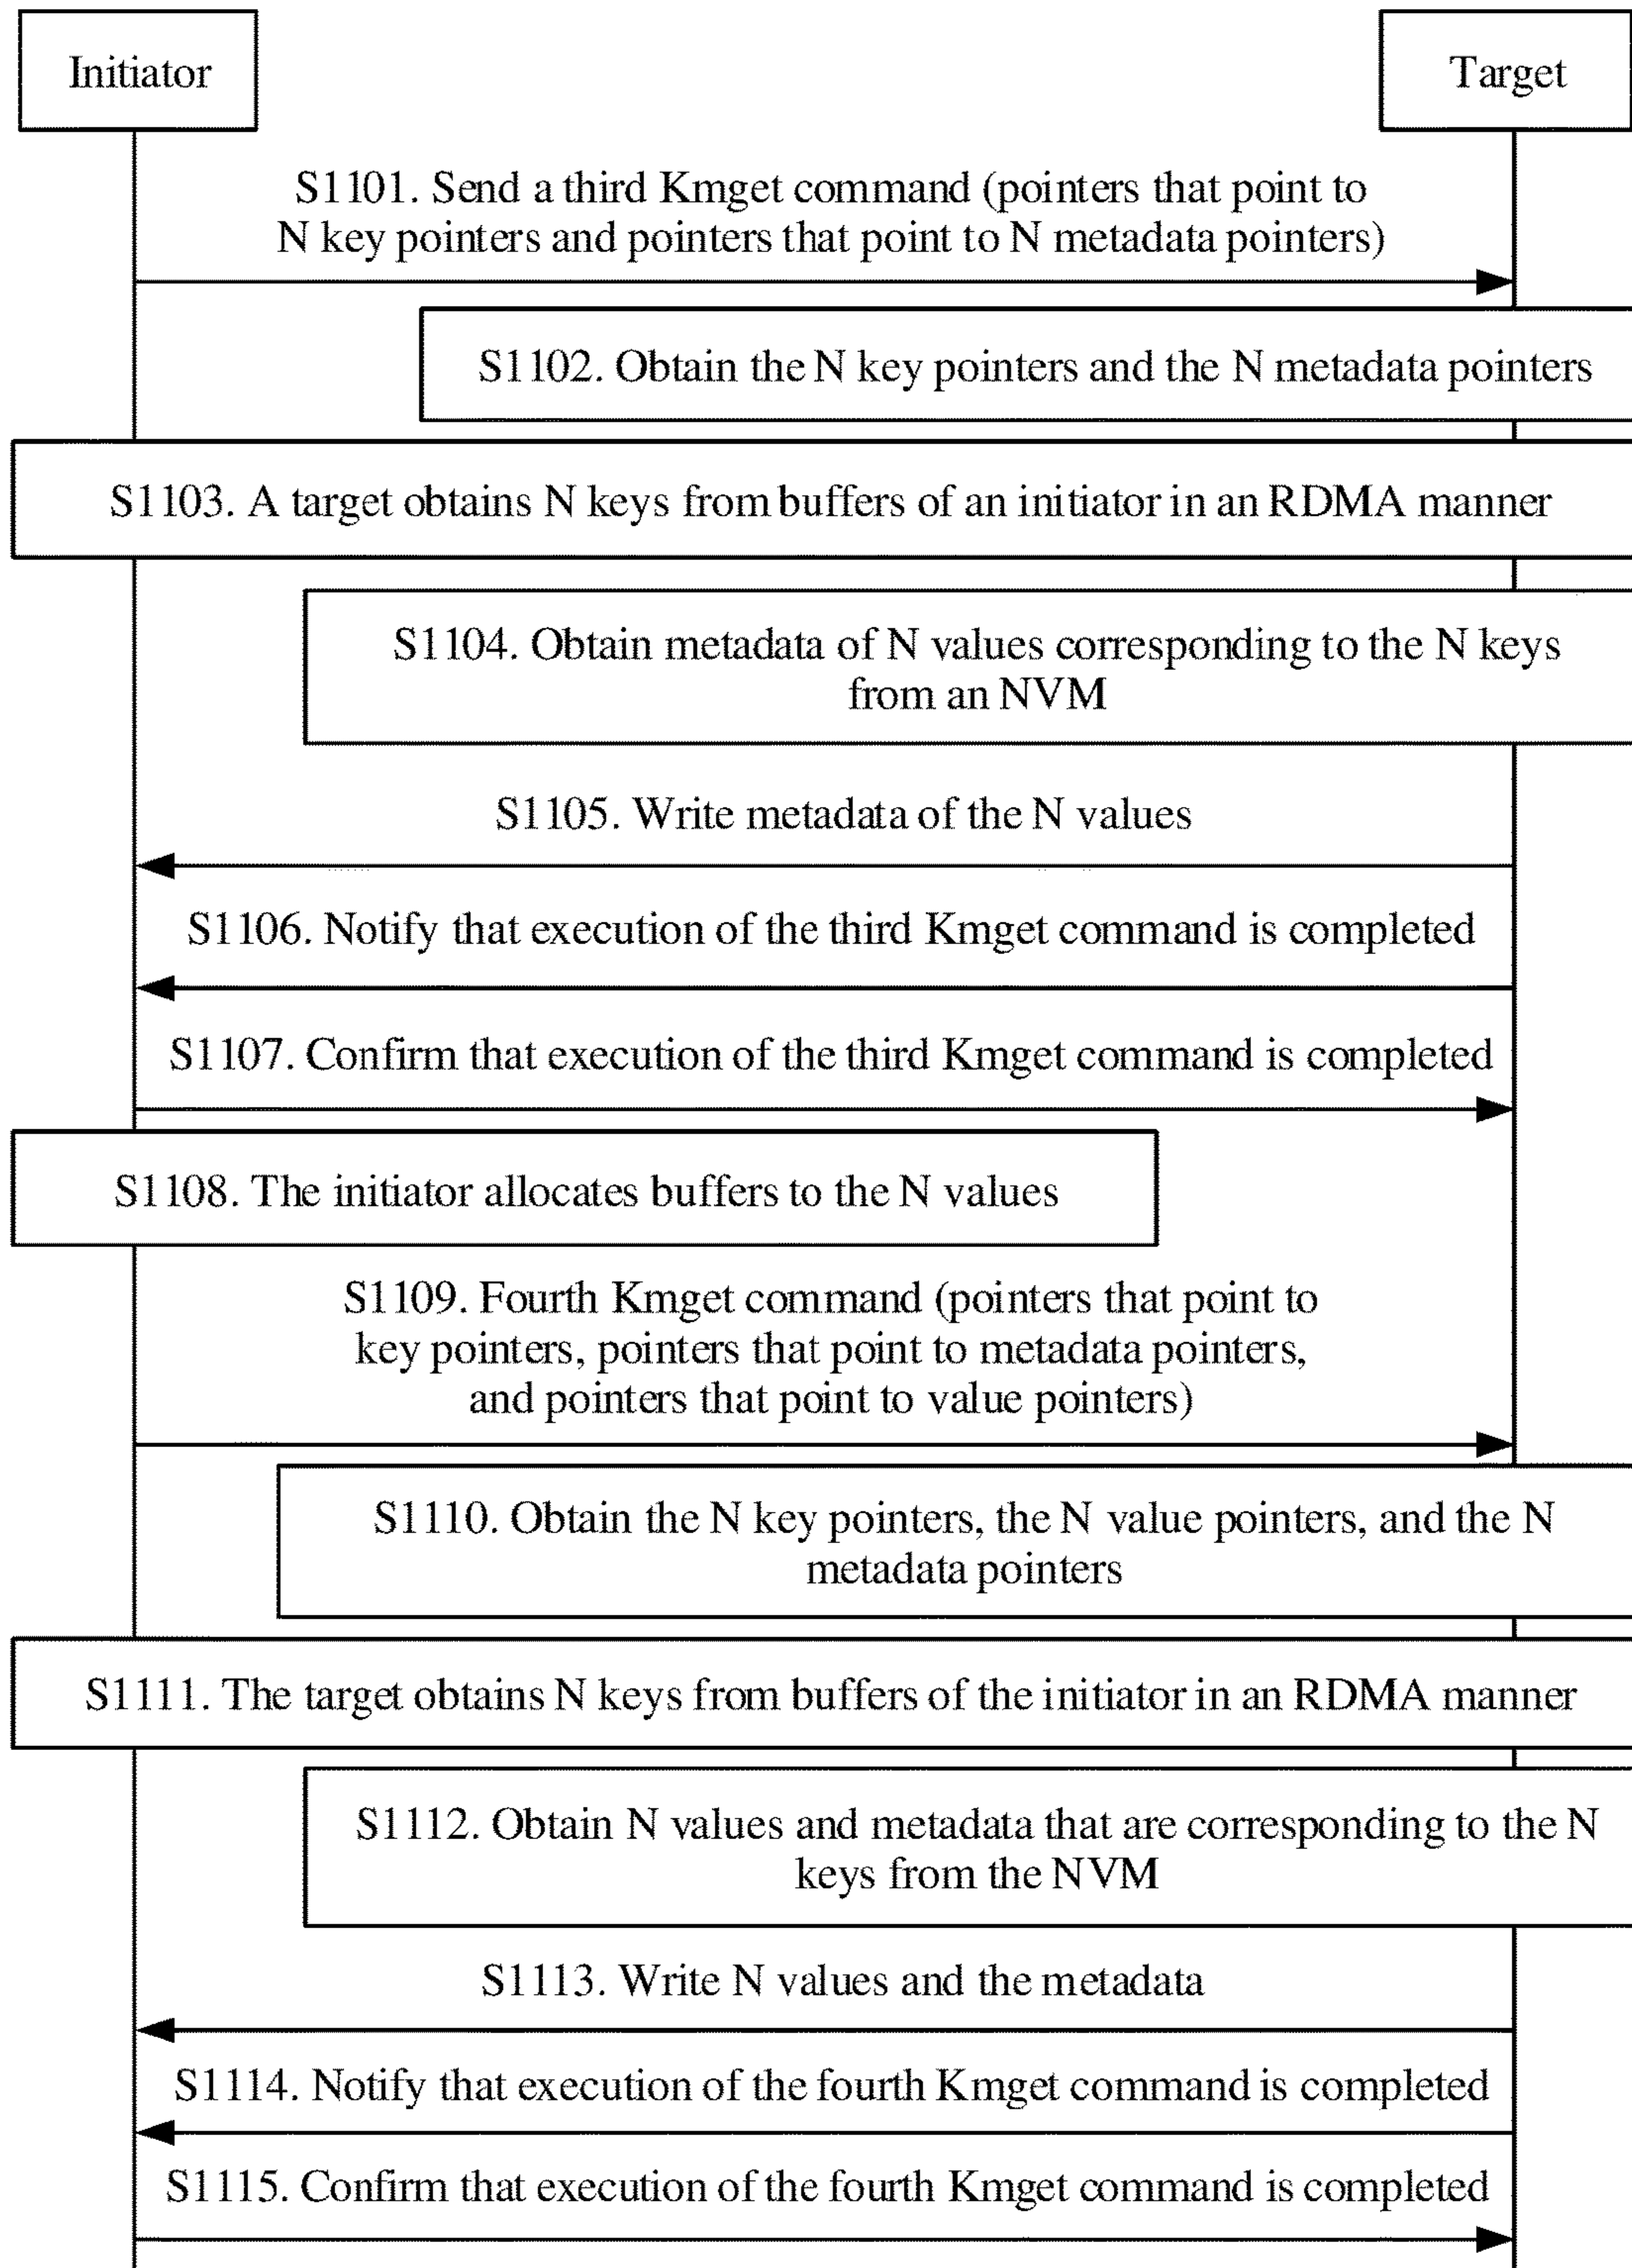 Initiator
Target
S1101. Send a third Kmget command (pointers that point to
N key pointers and pointers that point to N metadata pointers)
S1102. Obtain the N key pointers and the N metadata pointers
S1103. A target obtains N keys from buffers of an initiator in an RDMA manner
S1104. Obtain metadata of N values corresponding to the N keys
from an NVM
S1105. Write metadata of the N values
S1106. Notify that execution of the third Kmget command is completed
S1107. Confirm that execution of the third Kmget command is completed
S1108. The initiator allocates buffers to the N values
S1109. Fourth Kmget command (pointers that point to
key pointers, pointers that point to metadata pointers,
and pointers that point to value pointers)
S1110. Obtain the N key pointers, the N value pointers, and the N
metadata pointers
S1111. The target obtains N keys from buffers of the initiator in an RDMA manner
S1112. Obtain N values and metadata that are corresponding to the N
keys from the NVM
S1113. Write N values and the metadata
S1114. Notify that execution of the fourth Kmget command is completed
S1115. Confirm that execution of the fourth Kmget command is completed